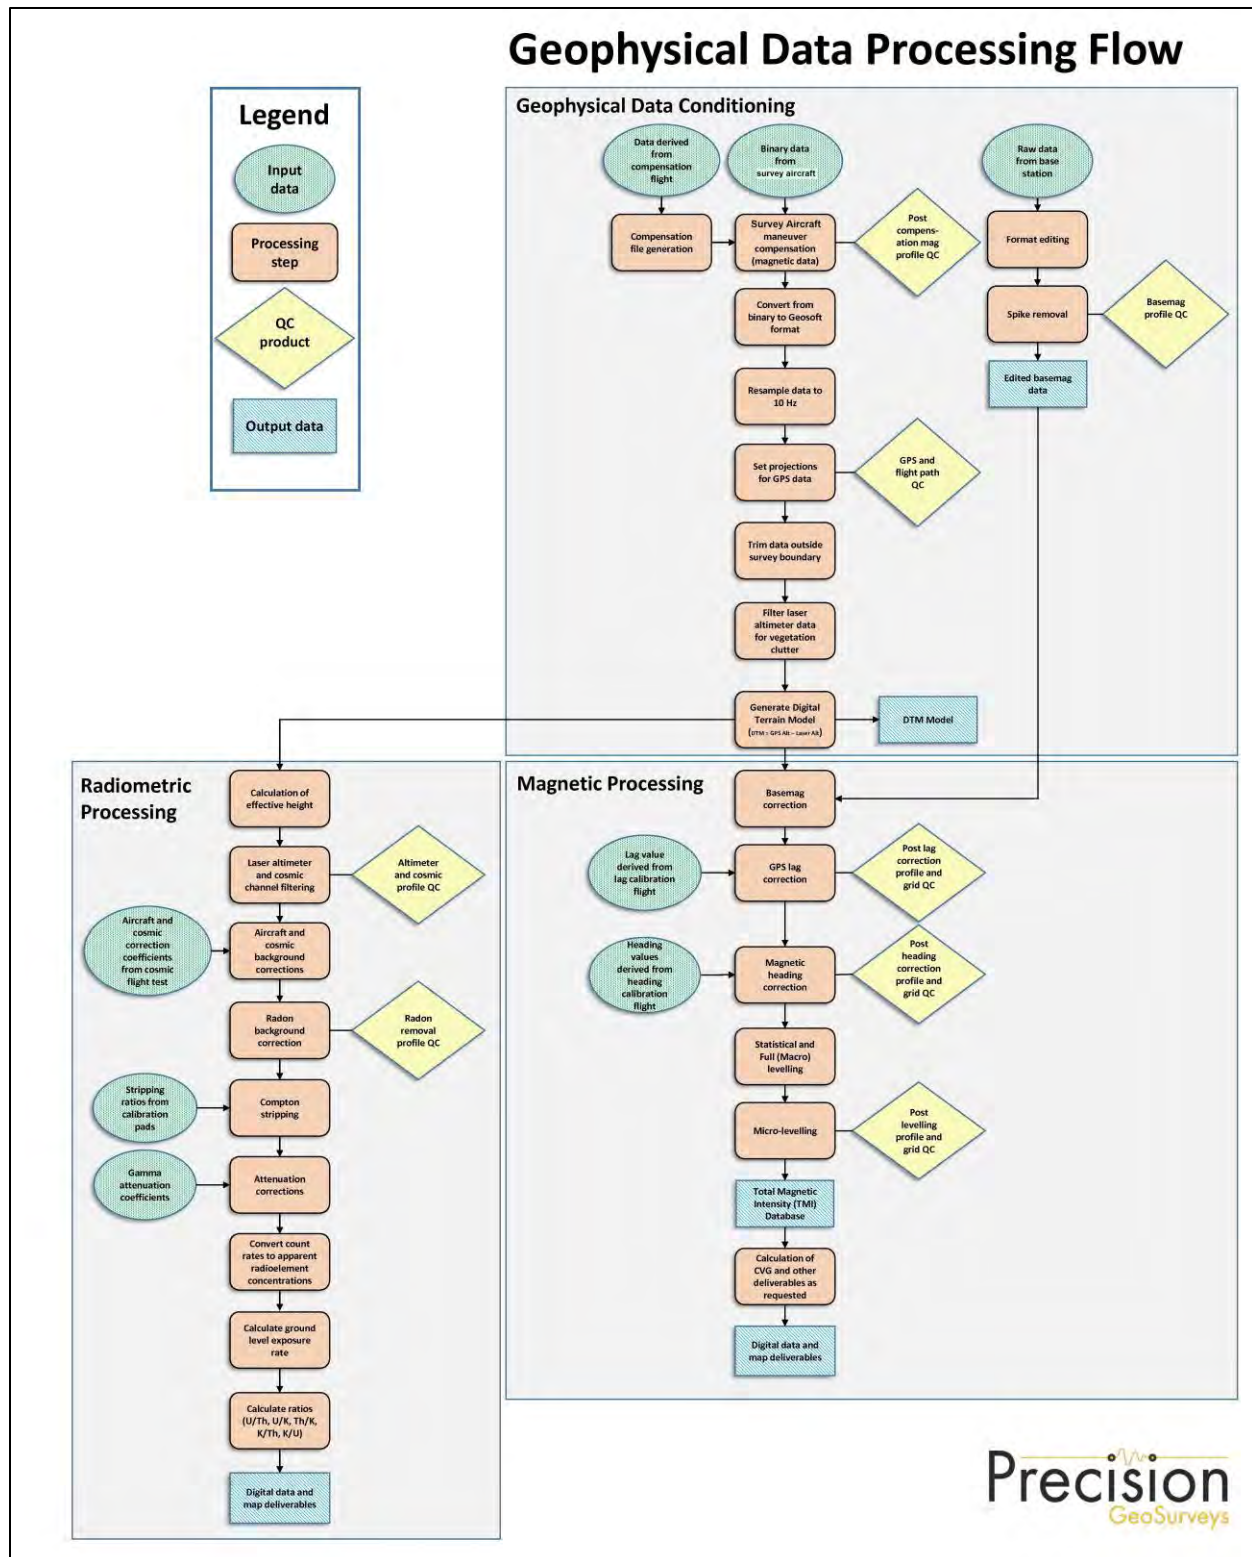 Geophysical Data Processing Flow
Legend
Input
data
Processing
step
QC
product
Output data
Geophysical Data Conditioning
Data derived
from
compensation
flight
Binary data
from
survey aircraft
Raw data
from base
station
Compensation
file generation
Survey Aircraft
maneuver
compensation
(magnetic data)
Post
compens-
ation mag
profile QC
Format editing
Convert from
binary to Geosoft
format
Spike removal
Basemag
profile QC
Resample data to
10 Hz
Edited basemag
data
Set projections
for GPS data
GPS and
flight path
QC
Trim data outside
survey boundary
Filter laser
altimeter data
for vegetation
clutter
Generate Digital
Terrain Model
(DTM = GPS Alt – Laser Alt)
DTM Model
Radiometric
Processing
Calculation of
effective height
Laser altimeter
and cosmic
channel filtering
Altimeter
and cosmic
profile QC
Aircraft and
cosmic
correction
coefficients
from cosmic
flight test
Aircraft and
cosmic
background
corrections
Radon
background
correction
Radon
removal
profile QC
Stripping
ratios from
calibration
pads
Compton
stripping
Gamma
attenuation
coefficients
Attenuation
corrections
Convert count
rates to apparent
radioelement
concentrations
Calculate ground
level exposure
rate
Calculate ratios
(U/Th, U/K, Th/K,
K/Th, K/U)
Digital data and
map deliverables
Magnetic Processing
Basemag
correction
Lag value
derived from
lag calibration
flight
GPS lag
correction
Post lag
correction
profile and
grid QC
Heading
values
derived from
heading
calibration
flight
Magnetic
heading
correction
Post
heading
correction
profile and
grid QC
Statistical and
Full (Macro)
levelling
Micro-levelling
Post
levelling
profile and
grid QC
Total Magnetic
Intensity (TMI)
Database
Calculation of
CVG and other
deliverables as
requested
Digital data and
map deliverables
Precision
GeoSurveys